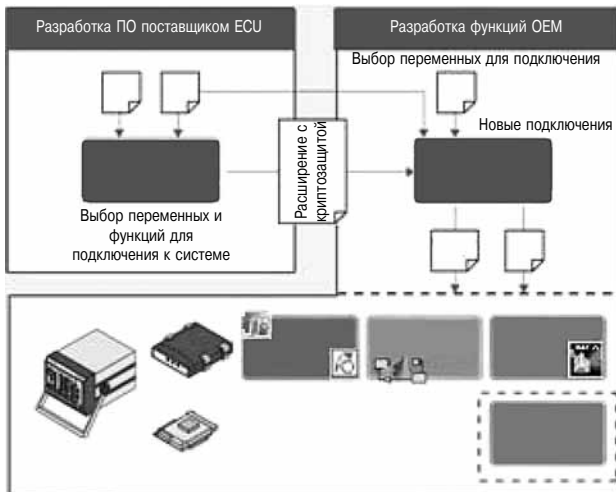 Разработка ПО поставщиком ECU
Разработка функций OEM
Выбор переменных для подключения
Новые подключения
Расширение с
криптозащитой
Выбор переменных и
функций для
подключения к системе